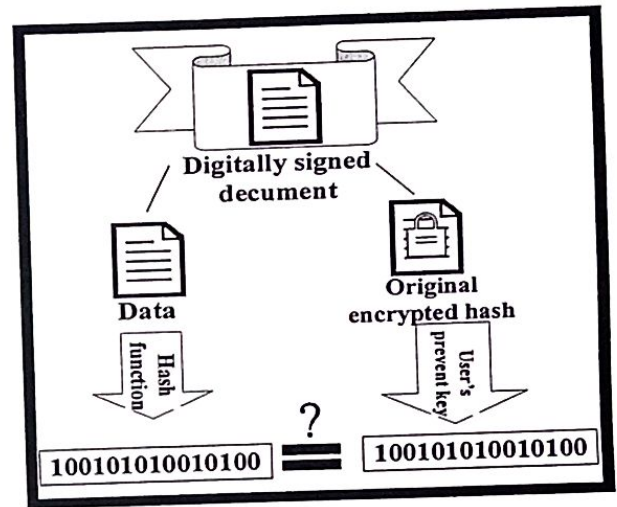 Digitally signed
decument
Data
Original
encrypted hash
Hash
function
User's
prevent key
?
100101010010100
=
100101010010100